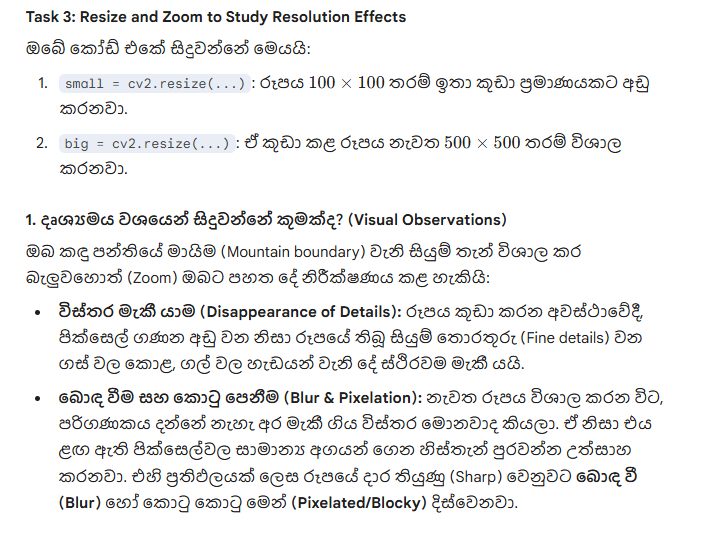 Task 3: Resize and Zoom to Study Resolution Effects
ඔබේ කෝඩ් එකේ සිදුවන්නේ මෙයයි:
1. small = cv2.resize(...) : රූපය 100 × 100 තරම් ඉතා කුඩා ප්‍රමාණයකට අඩු
කරනවා.
2. big = cv2.resize(...) : ඒ කුඩා කළ රූපය නැවත 500 × 500 තරම් විශාල
කරනවා.
1. දෘශ්‍යමය වශයෙන් සිදුවන්නේ කුමක්ද? (Visual Observations)
ඔබ කඳු පන්තියේ මායිම (Mountain boundary) වැනි සියුම් තැන් විශාල කර
බැලුවහොත් (Zoom) ඔබට පහත දේ නිරීක්ෂණය කළ හැකියි:
• විස්තර මැකී යාම (Disappearance of Details): රූපය කුඩා කරන අවස්ථාවේදී,
පික්සෙල් ගණන අඩු වන නිසා රූපයේ තිබූ සියුම් තොරතුරු (Fine details) වන
ගස් වල කොළ, ගල් වල හැඩයන් වැනි දේ ස්ථිරවම මැකී යයි.
• බොඳ වීම සහ කොටු පෙනීම (Blur & Pixelation): නැවත රූපය විශාල කරන විට,
පරිගණකය දන්නේ නැහැ අර මැකී ගිය විස්තර මොනවාද කියලා. ඒ නිසා එය
ළඟ ඇති පික්සෙල්වල සාමාන්‍ය අගයන් ගෙන හිස්තැන් පුරවන්න උත්සාහ
කරනවා. එහි ප්‍රතිඵලයක් ලෙස රූපයේ දාර තියුණු (Sharp) වෙනුවට බොඳ වී
(Blur) හෝ කොටු කොටු මෙන් (Pixelated/Blocky) දිස්වෙනවා.